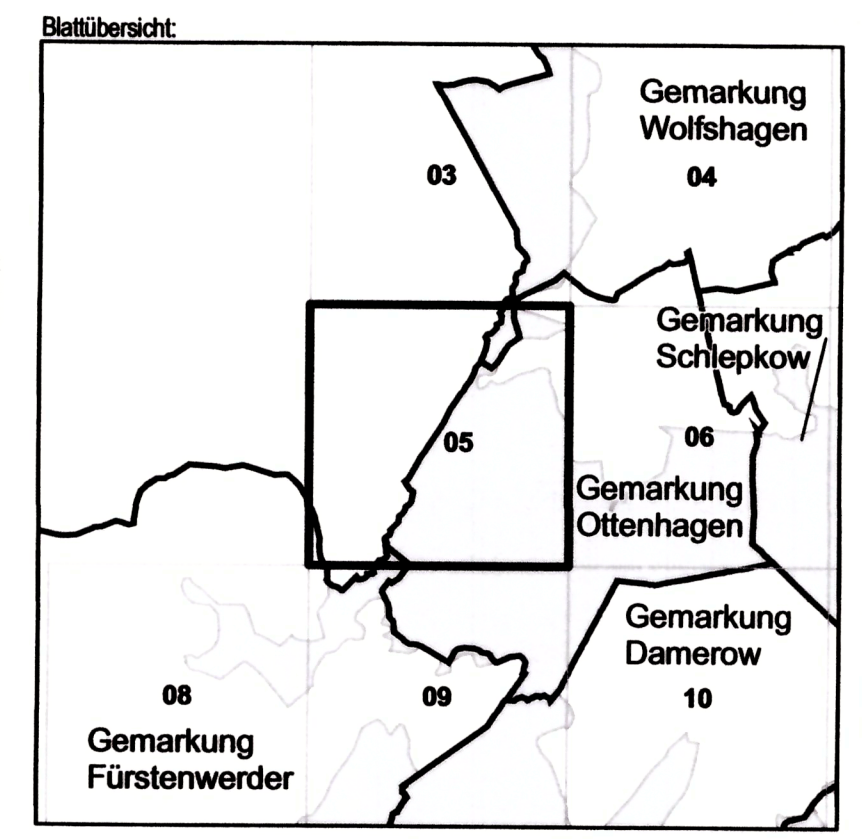 Blattübersicht:
Gemarkung
Wolfshagen
03
04
Gemarkung
Schlepkow
05
06
Gemarkung
Ottenhagen
Gemarkung
Damerow
08
09
10
Gemarkung
Fürstenwerder